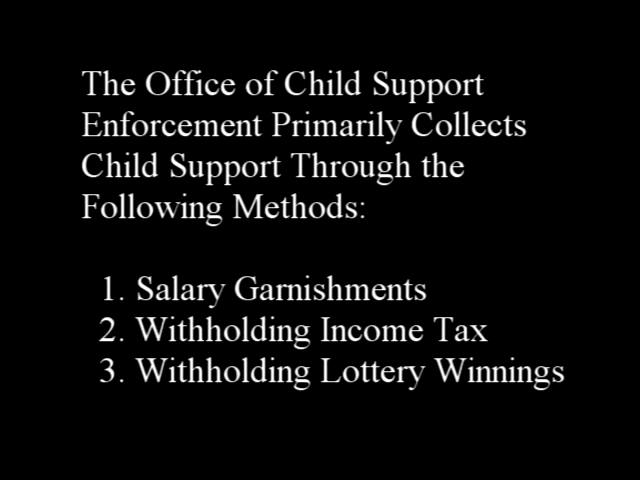 The Office of Child Support
Enforcement Primarily Collects
Child Support Through the
Following Methods:
1. Salary Garnishments
2. Withholding Income Tax
3. Withholding Lottery Winnings